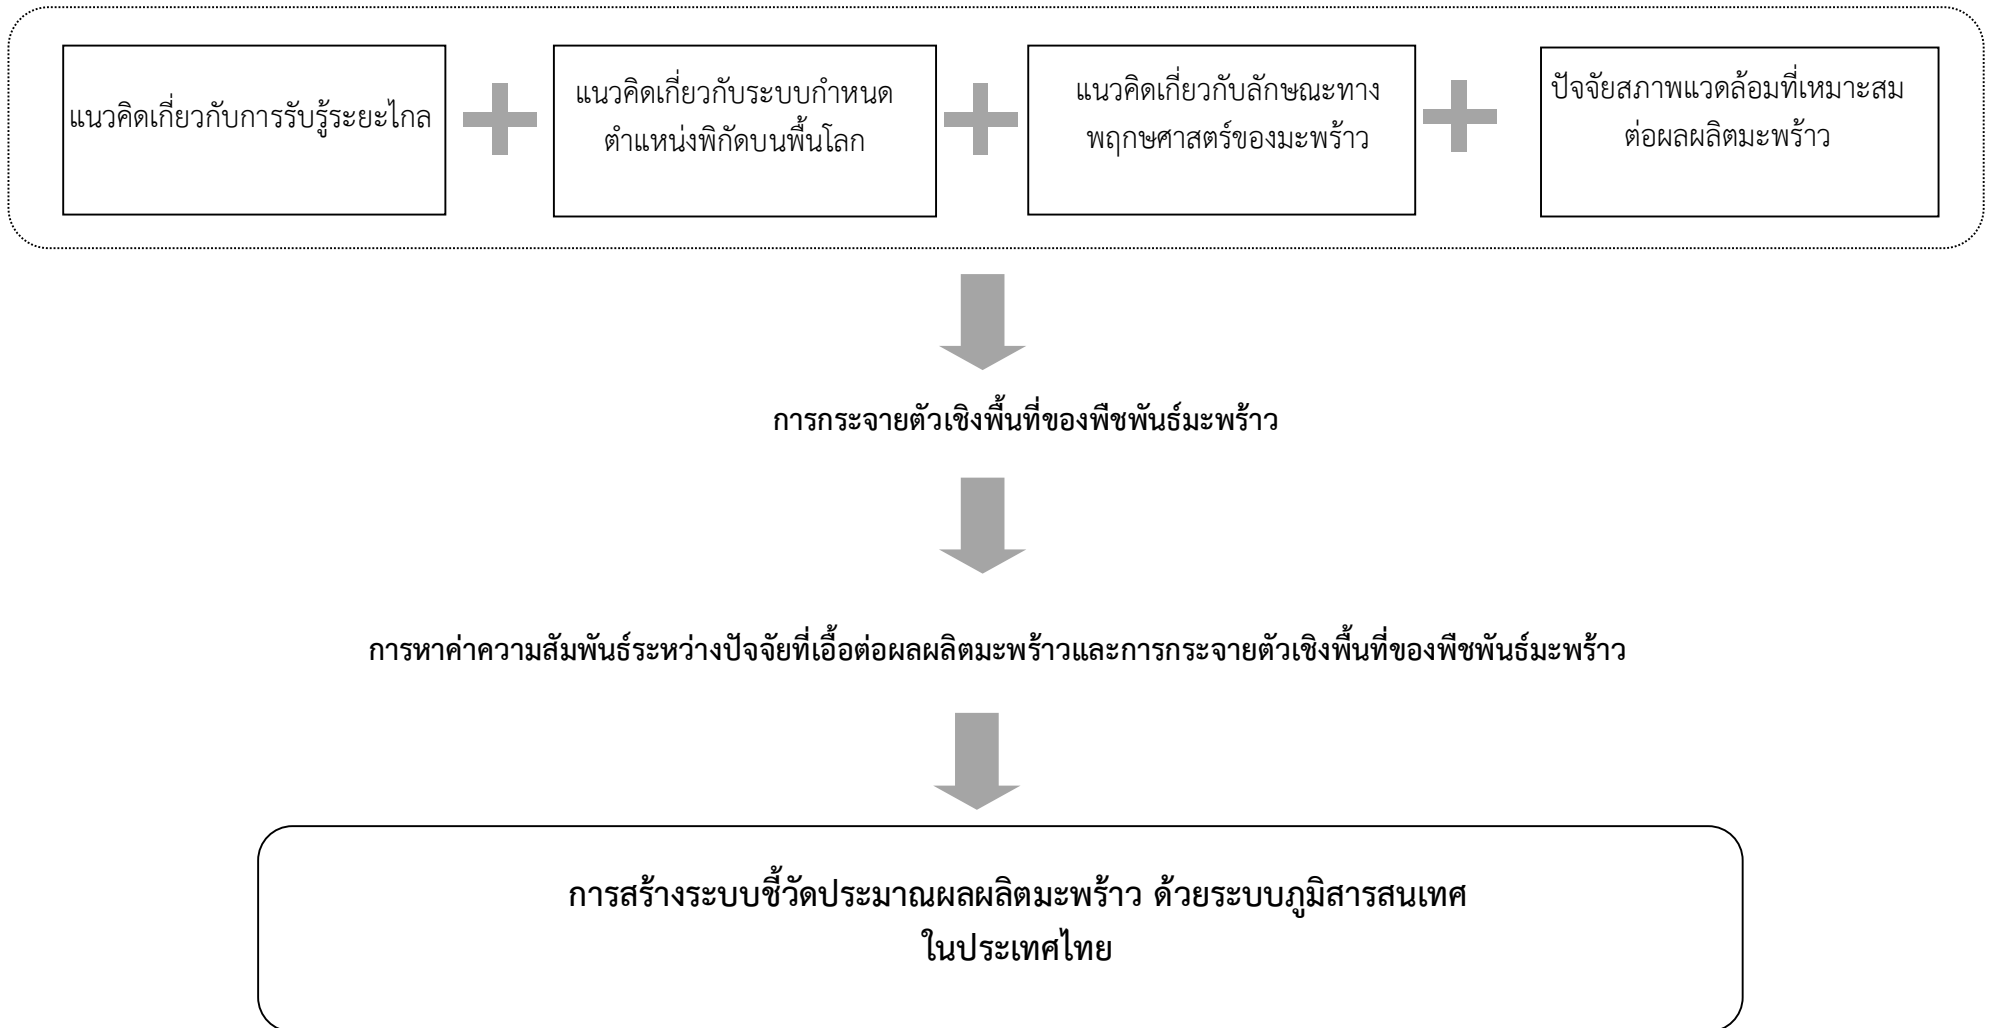 แนวคิดเกี่ยวกับการรับรู้ระยะไกล
แนวคิดเกี่ยวกับระบบกำหนด
ตำแหน่งพิกัดบนพื้นโลก
แนวคิดเกี่ยวกับลักษณะทาง
พฤกษศาสตร์ของมะพร้าว
ปัจจัยสภาพแวดล้อมที่เหมาะสม
ต่อผลผลิตมะพร้าว
การกระจายตัวเชิงพื้นที่ของพืชพันธ์มะพร้าว
การหาค่าความสัมพันธ์ระหว่างปัจจัยที่เอื้อต่อผลผลิตมะพร้าวและการกระจายตัวเชิงพื้นที่ของพืชพันธ์มะพร้าว
การสร้างระบบชี้วัดประมาณผลผลิตมะพร้าว ด้วยระบบภูมิสารสนเทศ
ในประเทศไทย